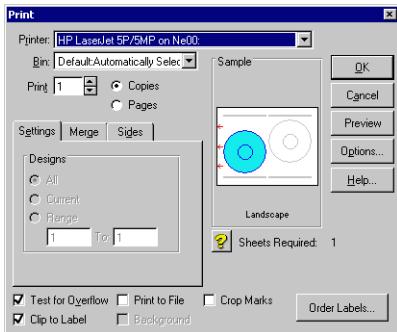 Print
Printer: HP LaserJet 5P/5MP on Ne00:
Bin: Default:Automatically Selec
Print 1 Copies
Pages
Settings Merge Sides
Designs
All
Current
Range
1 To: 1
Sample
Landscape
Sheets Required: 1
OK
Cancel
Preview
Options...
Help...
Test for Overflow Print to File Crop Marks
Clip to Label Background
Order Labels...